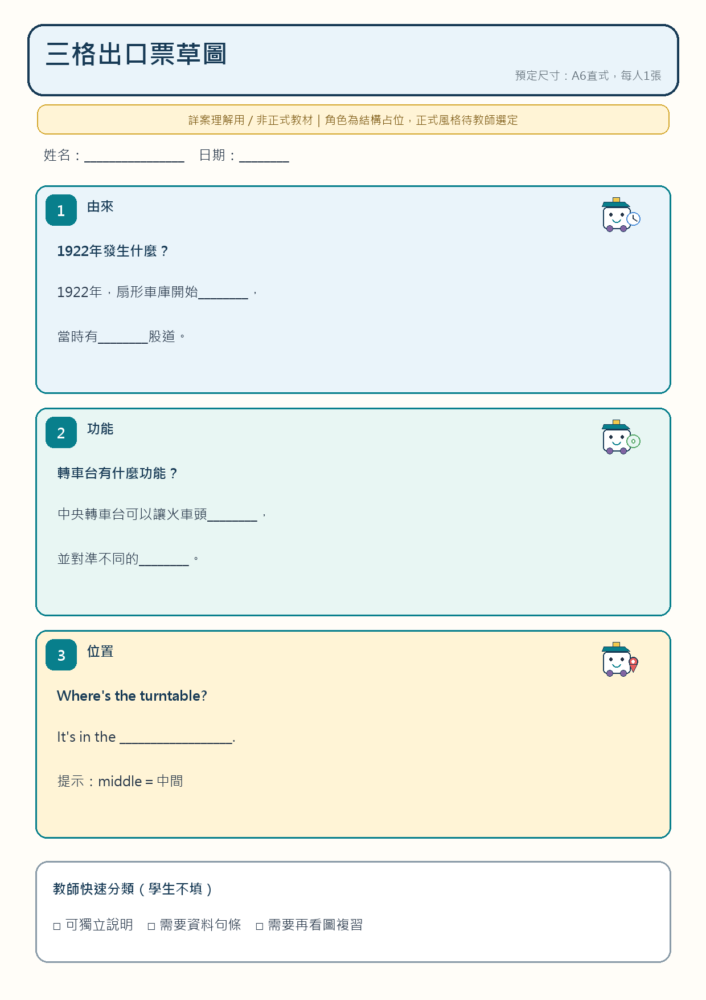 三格出口票草圖
預定尺寸：A6直式，每人1張
詳案理解用 / 非正式教材｜角色為結構占位，正式風格待教師選定
姓名：________________ 日期：________
1 由來
1922年發生什麼？
1922年，扇形車庫開始________，
當時有________股道。
2 功能
轉車台有什麼功能？
中央轉車台可以讓火車頭________，
並對準不同的________。
3 位置
Where's the turntable?
It's in the __________________.
提示：middle = 中間
教師快速分類（學生不填）
□ 可獨立說明 □ 需要資料句條 □ 需要再看圖複習